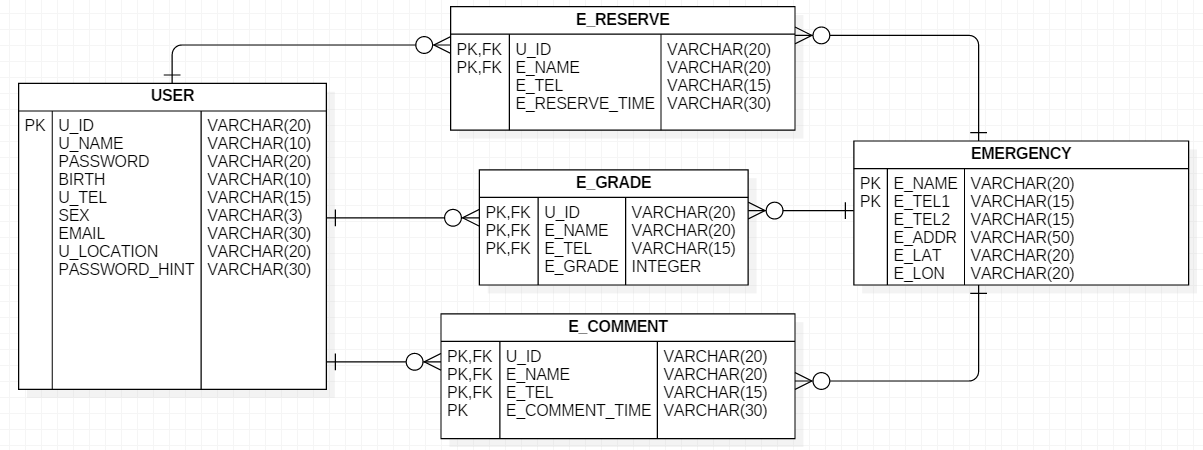 E_RESERVE
PK,FK U_ID VARCHAR(20)
PK,FK E_NAME VARCHAR(20)
E_TEL VARCHAR(15)
E_RESERVE_TIME VARCHAR(30)
USER
PK U_ID VARCHAR(20)
U_NAME VARCHAR(10)
PASSWORD VARCHAR(20)
BIRTH VARCHAR(10)
U_TEL VARCHAR(15)
SEX VARCHAR(3)
EMAIL VARCHAR(30)
U_LOCATION VARCHAR(20)
PASSWORD_HINT VARCHAR(30)
E_GRADE
PK,FK U_ID VARCHAR(20)
PK,FK E_NAME VARCHAR(20)
PK,FK E_TEL VARCHAR(15)
E_GRADE INTEGER
EMERGENCY
PK E_NAME VARCHAR(20)
PK E_TEL1 VARCHAR(15)
E_TEL2 VARCHAR(15)
E_ADDR VARCHAR(50)
E_LAT VARCHAR(20)
E_LON VARCHAR(20)
E_COMMENT
PK,FK U_ID VARCHAR(20)
PK,FK E_NAME VARCHAR(20)
PK,FK E_TEL VARCHAR(15)
PK E_COMMENT_TIME VARCHAR(30)